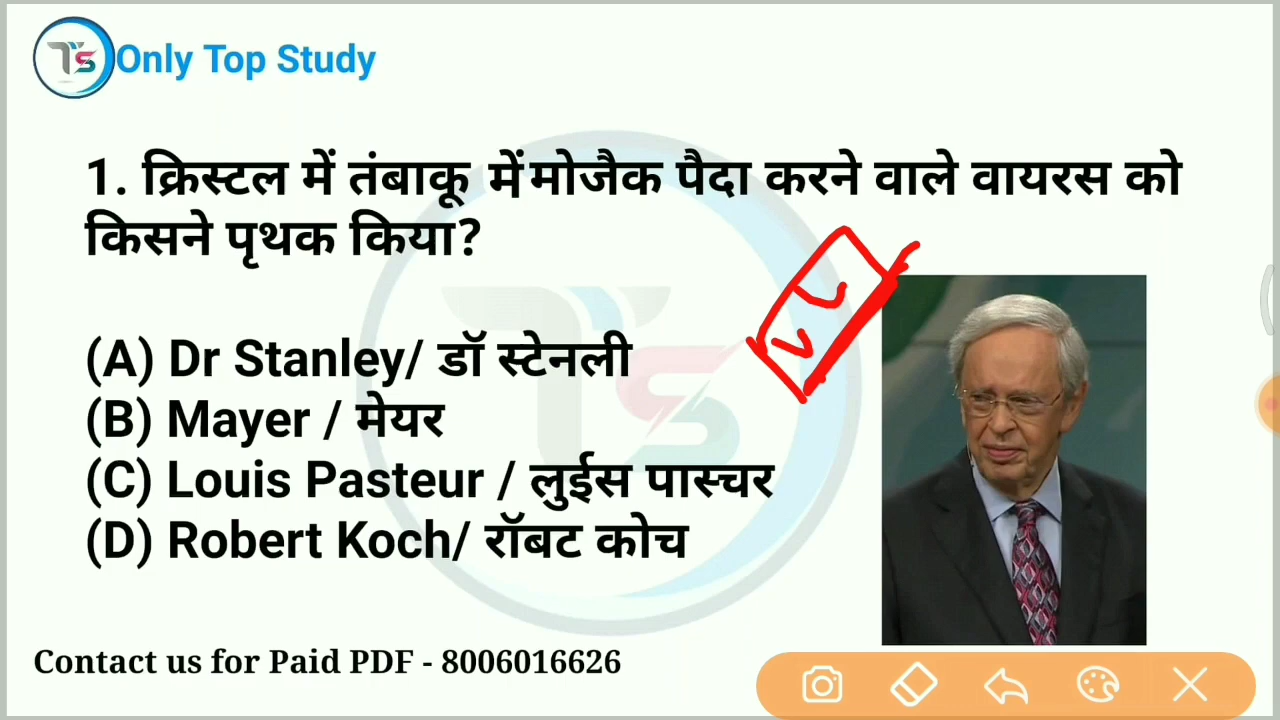 TS Only Top Study
1. क्रिस्टल में तंबाकू में मोजैक पैदा करने वाले वायरस को
किसने पृथक किया?
(A) Dr Stanley/ डॉ स्टेनली
(B) Mayer / मेयर
(C) Louis Pasteur / लुईस पास्चर
(D) Robert Koch/ रॉबट कोच
Contact us for Paid PDF - 8006016626